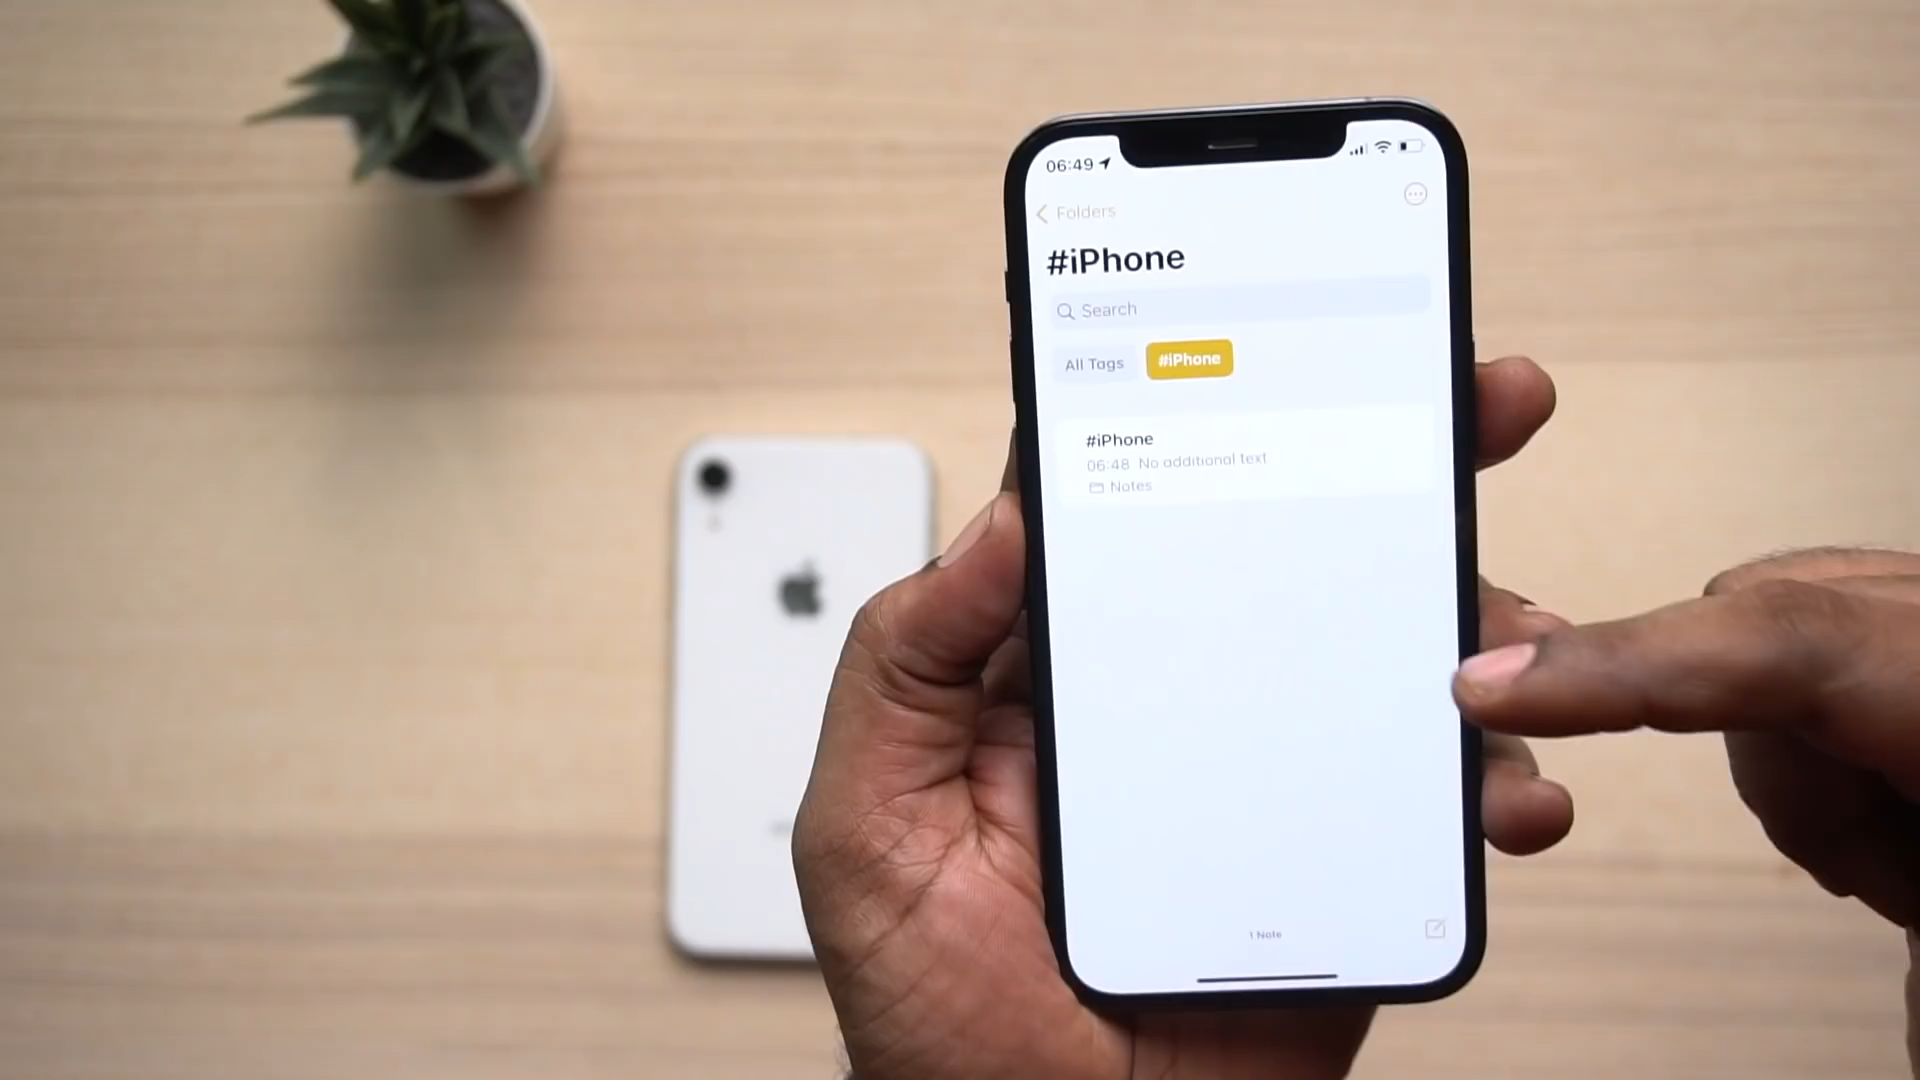 06:49
Folders
#iPhone
Search
All Tags #iPhone
#iPhone
06:48 No additional text
Notes
1 Note